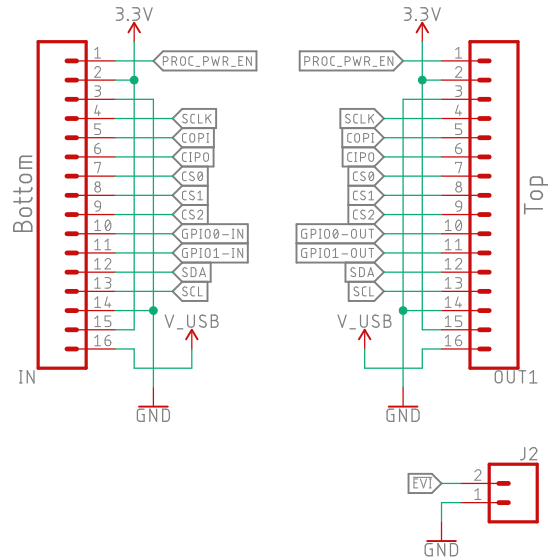 3.3V
3.3V
1 PROC_PWR_EN
PROC_PWR_EN 1
2
2
3
3
4 SCLK
SCLK 4
5 COPI
COPI 5
6 CIPO
CIPO 6
7 CS0
CS0 7
8 CS1
CS1 8
9 CS2
CS2 9
10 GPIO0-IN
GPIO0-OUT 10
11 GPIO1-IN
GPIO1-OUT 11
12 SDA
SDA 12
13 SCL
SCL 13
14
14
15
15
16
16
Bottom
Top
V_USB
V_USB
IN
OUT1
GND
GND
J2
EVI 2
1
GND